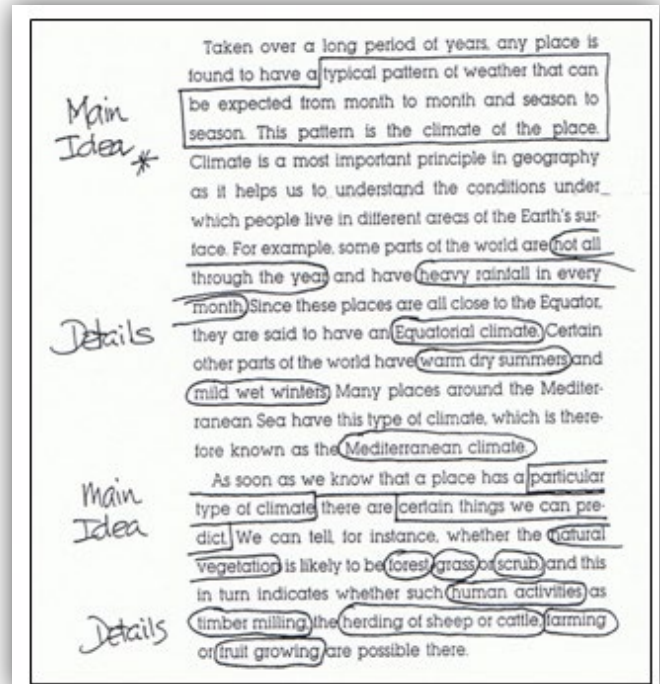 Taken over a long period of years, any place is
found to have a typical pattern of weather that can
Main
be expected from month to month and season to
Idea *
season. This pattern is the climate of the place.
Climate is a most important principle in geography
as it helps us to understand the conditions under
which people live in different areas of the Earth's sur-
face. For example, some parts of the world are hot all
through the year and have heavy rainfall in every
month. Since these places are all close to the Equator,
Details
they are said to have an Equatorial climate. Certain
other parts of the world have warm dry summers and
mild wet winters. Many places around the Mediter-
ranean Sea have this type of climate, which is there-
fore known as the Mediterranean climate.
As soon as we know that a place has a particular
Main
type of climate there are certain things we can pre-
Idea
dict. We can tell, for instance, whether the natural
vegetation is likely to be forest, grass or scrub, and this
in turn indicates whether such human activities as
Details
timber milling, the herding of sheep or cattle, farming
or fruit growing are possible there.